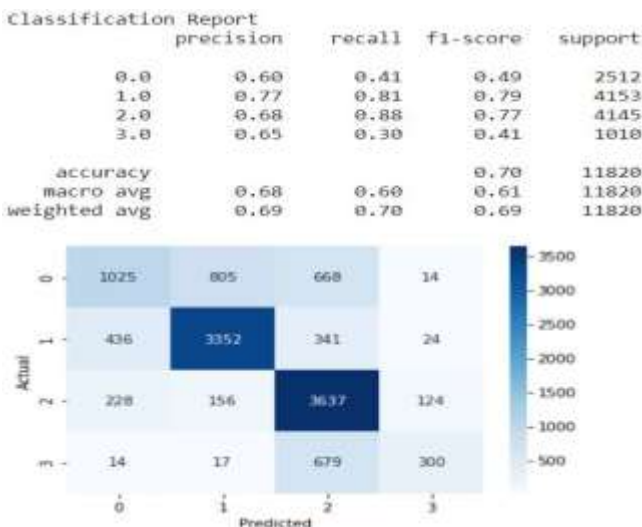 Classification Report
precision recall f1-score support
0.0 0.60 0.41 0.49 2512
1.0 0.77 0.81 0.79 4153
2.0 0.68 0.88 0.77 4145
3.0 0.65 0.30 0.41 1010
accuracy 0.70 11820
macro avg 0.68 0.60 0.61 11820
weighted avg 0.69 0.70 0.69 11820
3500
0 1025 805 668 14
3000
1 436 3352 341 24
2500
2000
Actual
1500
2 228 156 3637 124
1000
3 14 17 679 300
500
0 1 2 3
Predicted